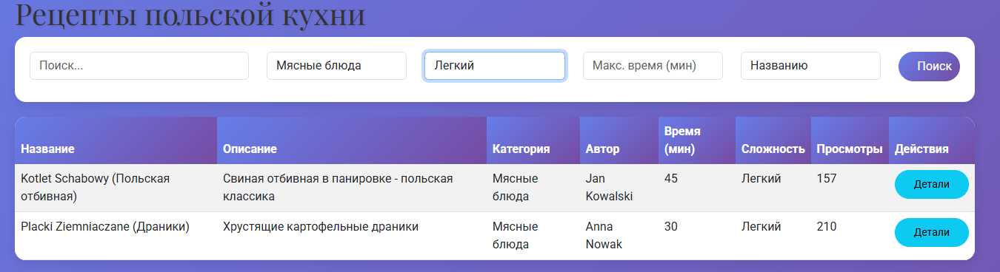 Рецепты польской кухни
Поиск... Мясные блюда Легкий Макс. время (мин) Названию Поиск
Название Описание Категория Автор Время (мин) Сложность Просмотры Действия
Kotlet Schabowy (Польская отбивная) Свиная отбивная в панировке - польская классика Мясные блюда Jan Kowalski 45 Легкий 157 Детали
Placki Ziemniaczane (Драники) Хрустящие картофельные драники Мясные блюда Anna Nowak 30 Легкий 210 Детали